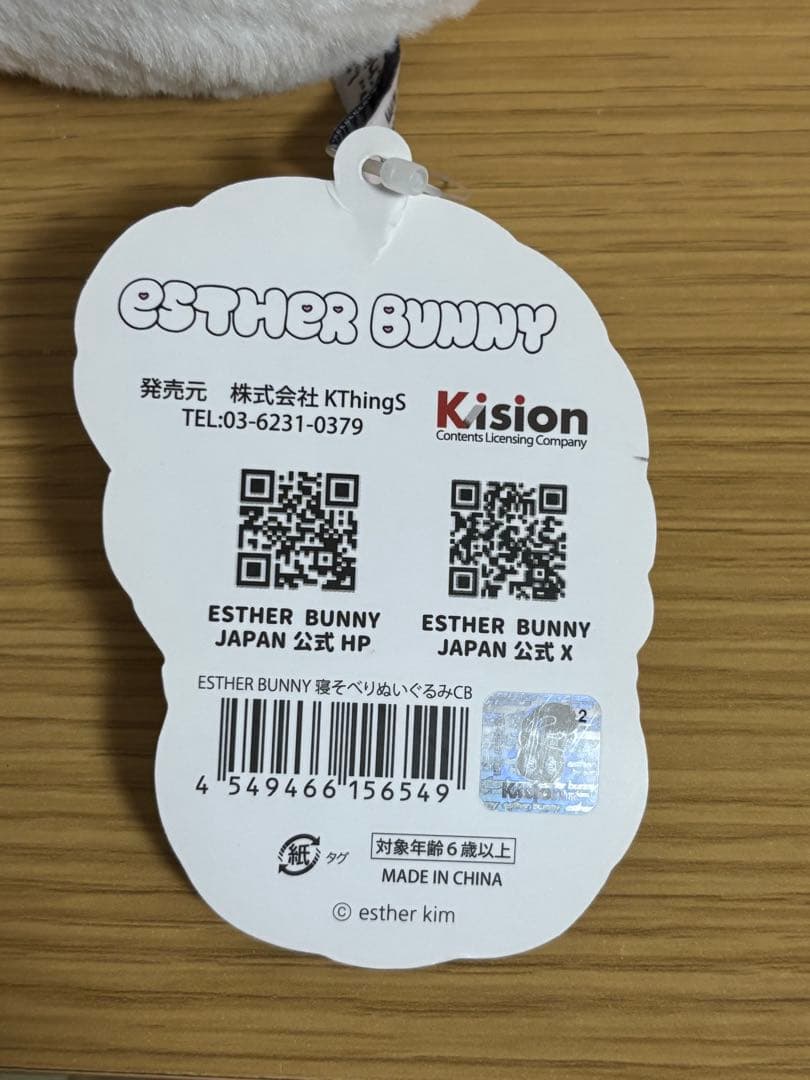 ESTHER BUNNY
発売元 株式会社 KThingS
TEL:03-6231-0379
Kision
Contents Licensing Company
ESTHER BUNNY
JAPAN 公式 HP
ESTHER BUNNY
JAPAN 公式 X
ESTHER BUNNY 寝そべりぬいぐるみCB
4 549466 156549
2
Kision
紙 タグ
対象年齢6歳以上
MADE IN CHINA
© esther kim